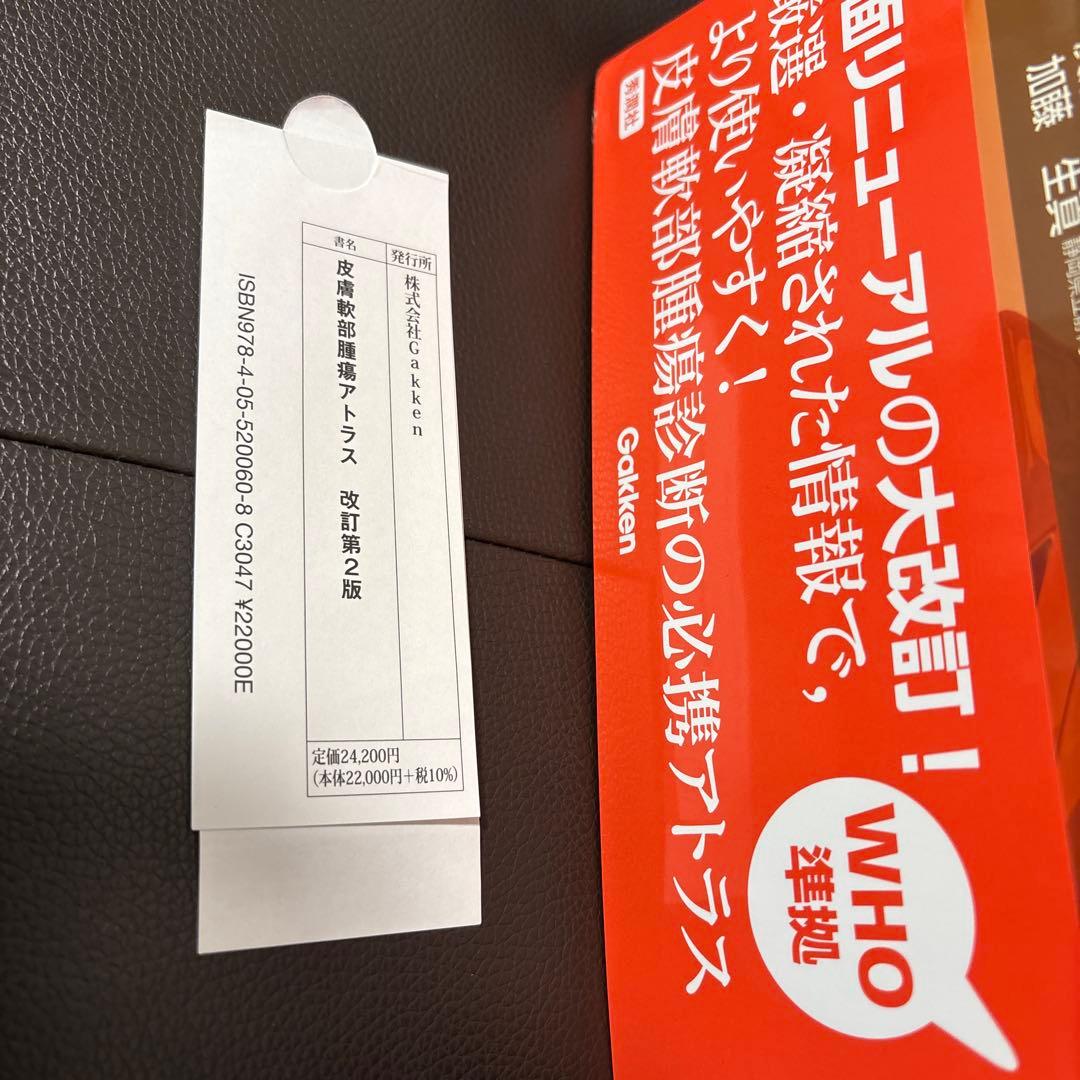 書名
皮膚軟部腫瘍アトラス 改訂第2版
発行所
株式会社Gakken
定価24,200円
(本体22,000円+税10%)
ISBN978-4-05-520060-8 C3047 ¥22000E
面リニューアルの大改訂！
厳選・凝縮された情報で，
より使いやすく！
皮膚軟部腫瘍診断の必携アトラス
秀潤社
Gakken
WHO
準拠
加藤 生真